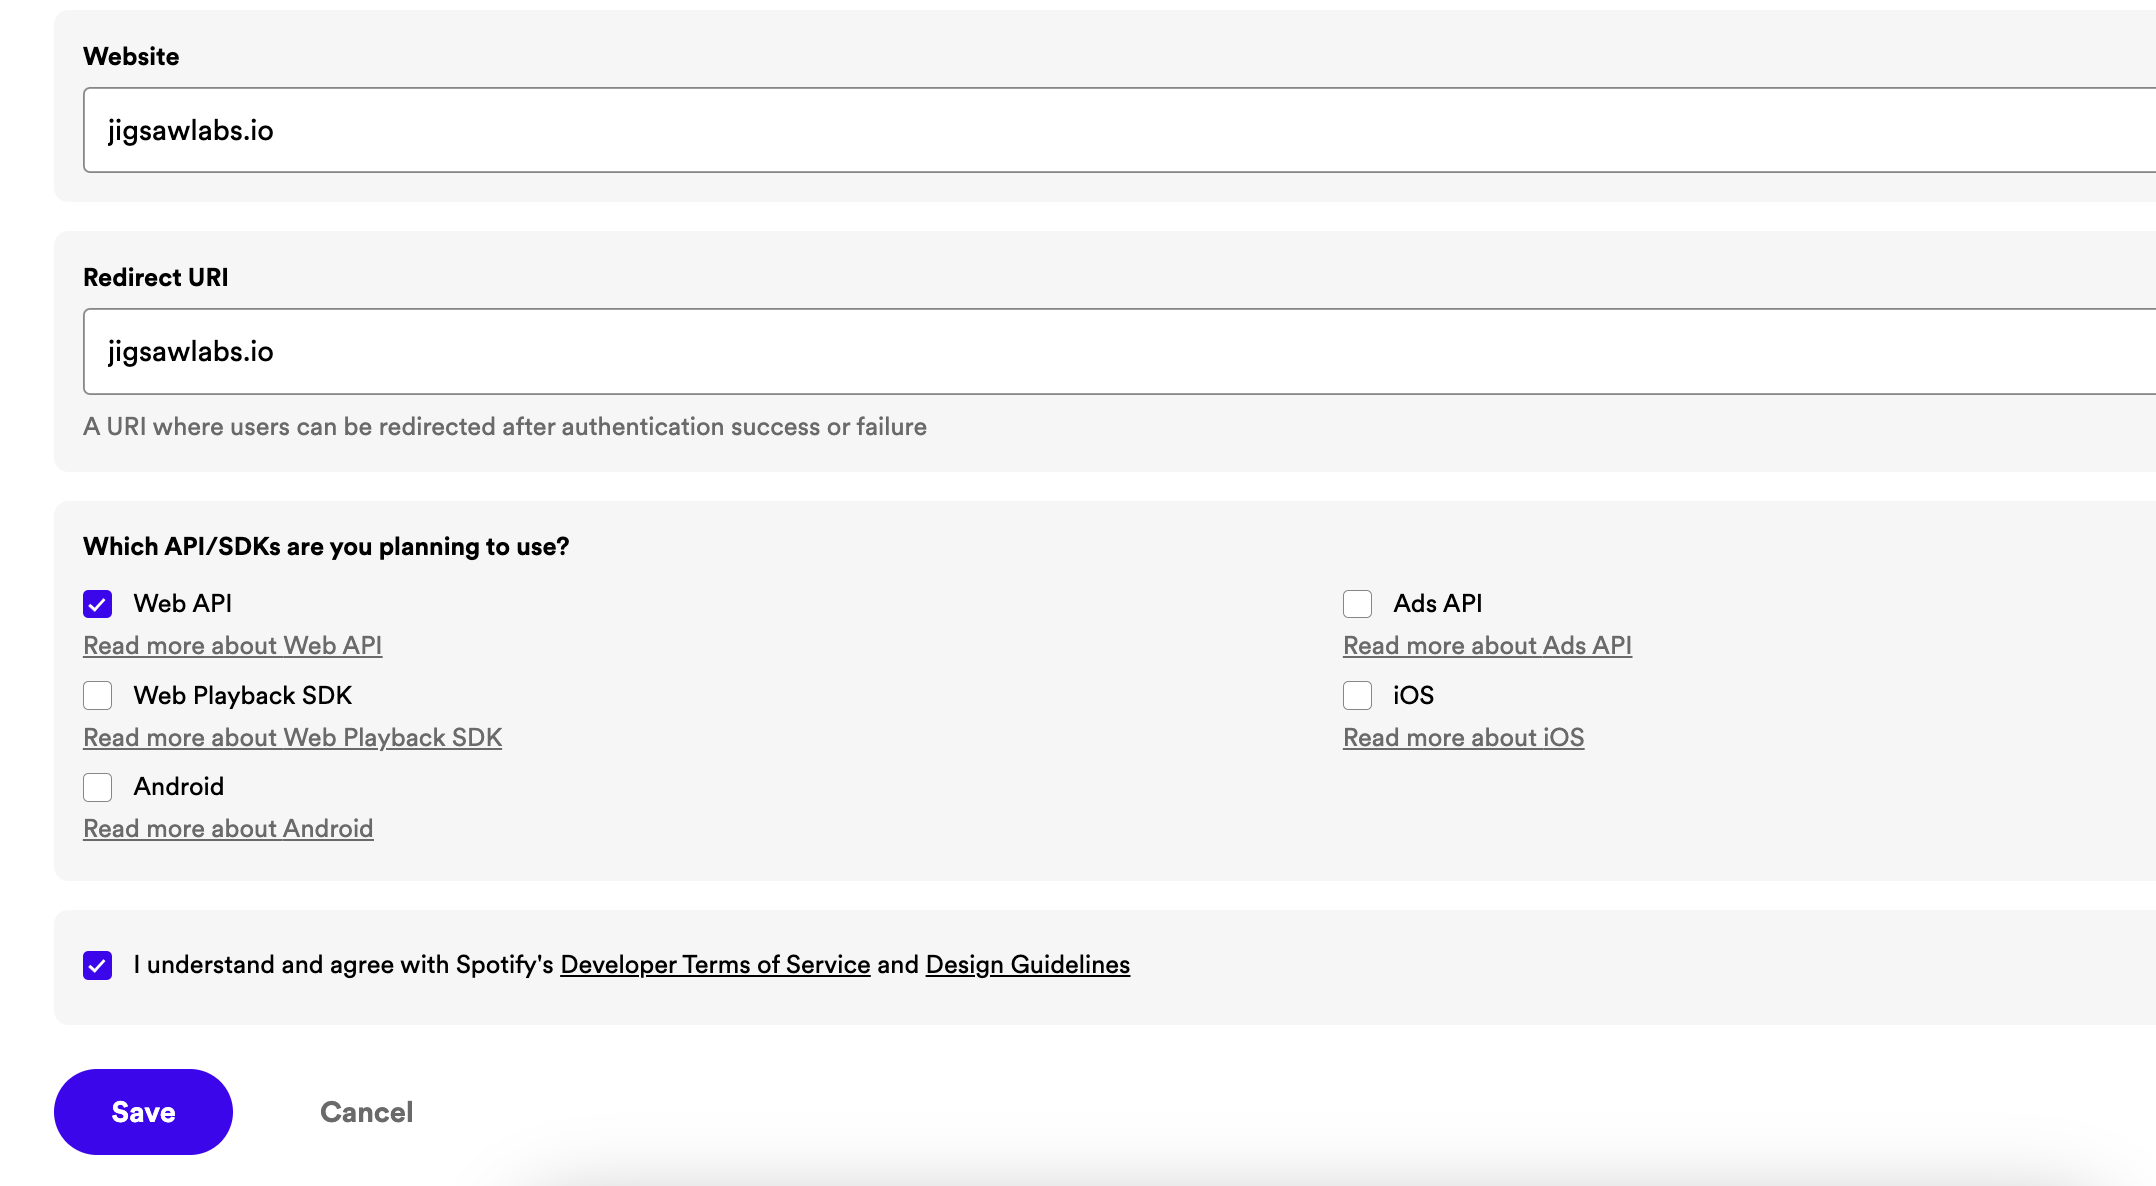 Website
jigsawlabs.io
Redirect URI
jigsawlabs.io
A URI where users can be redirected after authentication success or failure
Which API/SDKs are you planning to use?
Web API
Read more about Web API
Ads API
Read more about Ads API
Web Playback SDK
Read more about Web Playback SDK
iOS
Read more about iOS
Android
Read more about Android
I understand and agree with Spotify's Developer Terms of Service and Design Guidelines
Save
Cancel